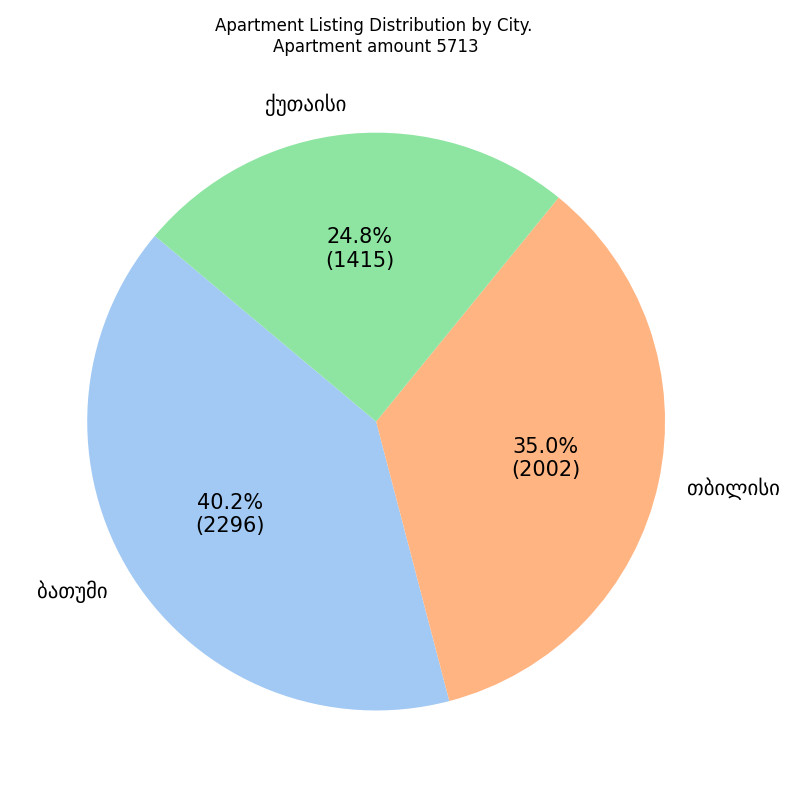 Apartment Listing Distribution by City.
Apartment amount 5713
ქუთაისი
24.8%
(1415)
35.0%
(2002)
თბილისი
40.2%
(2296)
ბათუმი